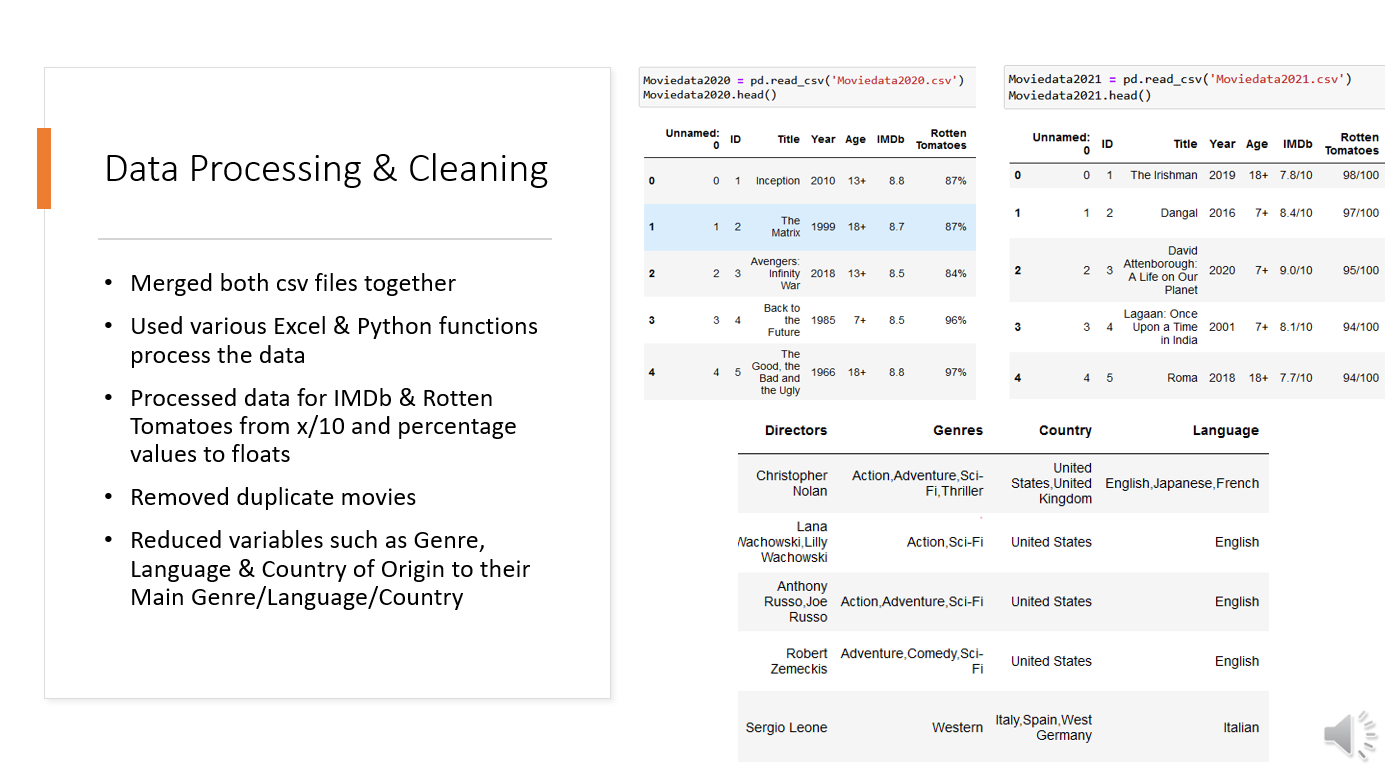 Data Processing & Cleaning
• Merged both csv files together
• Used various Excel & Python functions
process the data
• Processed data for IMDb & Rotten
Tomatoes from x/10 and percentage
values to floats
• Removed duplicate movies
• Reduced variables such as Genre,
Language & Country of Origin to their
Main Genre/Language/Country
Moviedata2020 = pd.read_csv('Moviedata2020.csv')
Moviedata2020.head()
Unnamed: 0 ID Title Year Age IMDb Rotten Tomatoes
0 0 1 Inception 2010 13+ 8.8 87%
1 1 2 The Matrix 1999 18+ 8.7 87%
2 2 3 Avengers: Infinity War 2018 13+ 8.5 84%
3 3 4 Back to the Future 1985 7+ 8.5 96%
4 4 5 The Good, the Bad and the Ugly 1966 18+ 8.8 97%
Moviedata2021 = pd.read_csv('Moviedata2021.csv')
Moviedata2021.head()
Unnamed: 0 ID Title Year Age IMDb Rotten Tomatoes
0 0 1 The Irishman 2019 18+ 7.8/10 98/100
1 1 2 Dangal 2016 7+ 8.4/10 97/100
2 2 3 David Attenborough: A Life on Our Planet 2020 7+ 9.0/10 95/100
3 3 4 Lagaan: Once Upon a Time in India 2001 7+ 8.1/10 94/100
4 4 5 Roma 2018 18+ 7.7/10 94/100
Directors Genres Country Language
Christopher Nolan Action,Adventure,Sci-Fi,Thriller United States,United Kingdom English,Japanese,French
Lana Wachowski,Lilly Wachowski Action,Sci-Fi United States English
Anthony Russo,Joe Russo Action,Adventure,Sci-Fi United States English
Robert Zemeckis Adventure,Comedy,Sci-Fi United States English
Sergio Leone Western Italy,Spain,West Germany Italian